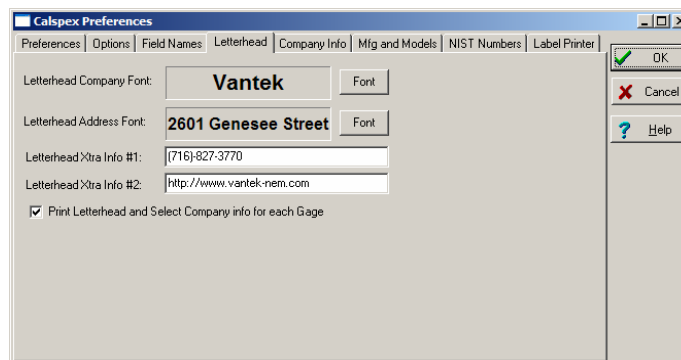 Calspex Preferences
Preferences Options Field Names Letterhead Company Info Mfg and Models NIST Numbers Label Printer
OK
Letterhead Company Font: Vantek Font
Cancel
Letterhead Address Font: 2601 Genesee Street Font
Help
Letterhead Xtra Info #1: (716)-827-3770
Letterhead Xtra Info #2: http://www.vantek-nem.com
Print Letterhead and Select Company info for each Gage